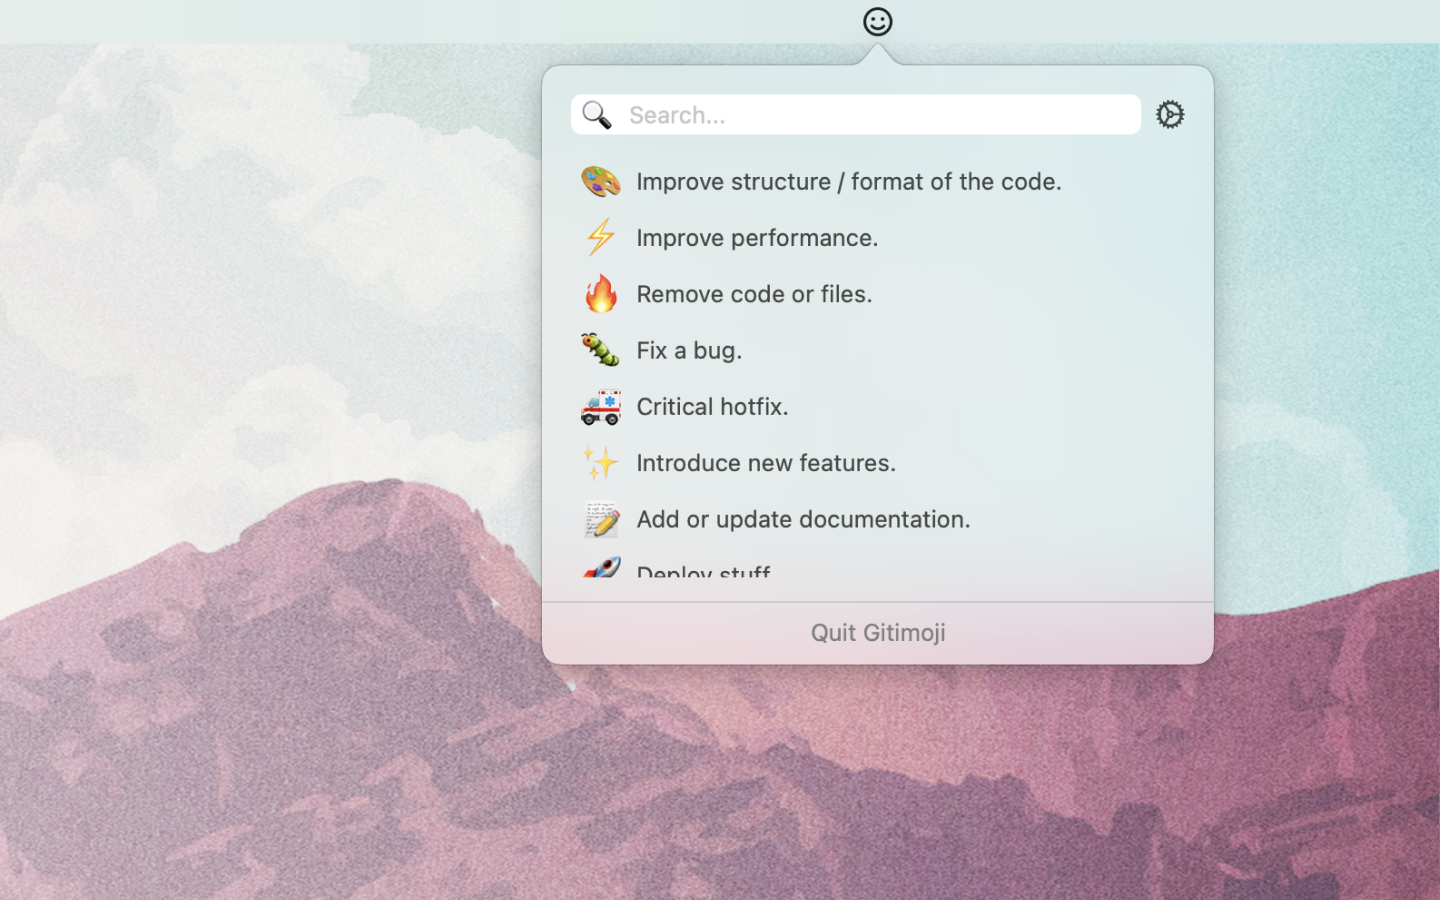 Search...
Improve structure / format of the code.
Improve performance.
Remove code or files.
Fix a bug.
Critical hotfix.
Introduce new features.
Add or update documentation.
Deploy stuff
Quit Gitimoji